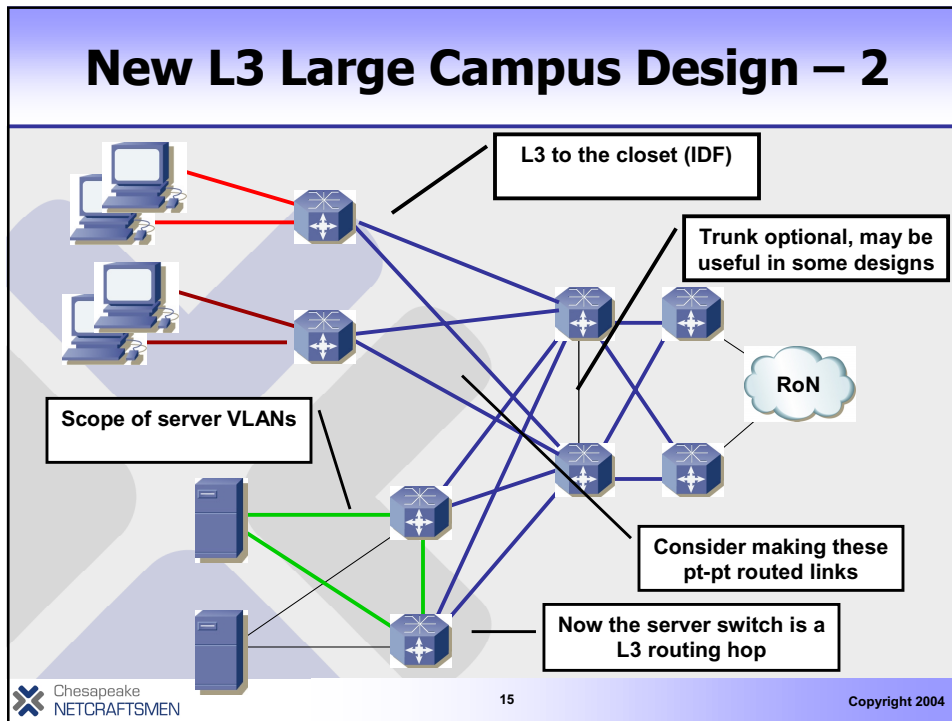 New L3 Large Campus Design – 2
L3 to the closet (IDF)
Trunk optional, may be
useful in some designs
RoN
Scope of server VLANs
Consider making these
pt-pt routed links
Now the server switch is a
L3 routing hop
Chesapeake
NETCRAFTSMEN
15
Copyright 2004